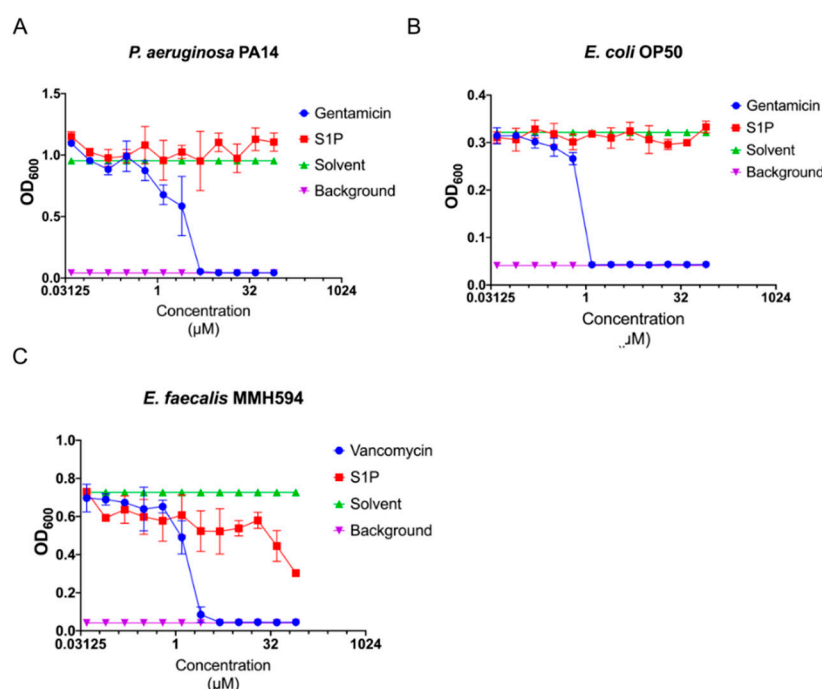 A
P. aeruginosa PA14
1.5
1.0
0.5
0.0
OD600
0.03125
1
32
1024
Concentration
(µM)
Gentamicin
S1P
Solvent
Background
B
E. coli OP50
0.4
0.3
0.2
0.1
0.0
OD600
0.03125
1
32
1024
Concentration
µM)
Gentamicin
S1P
Solvent
Background
C
E. faecalis MMH594
1.0
0.8
0.6
0.4
0.2
0.0
OD600
0.03125
1
32
1024
Concentration
(µM)
Vancomycin
S1P
Solvent
Background